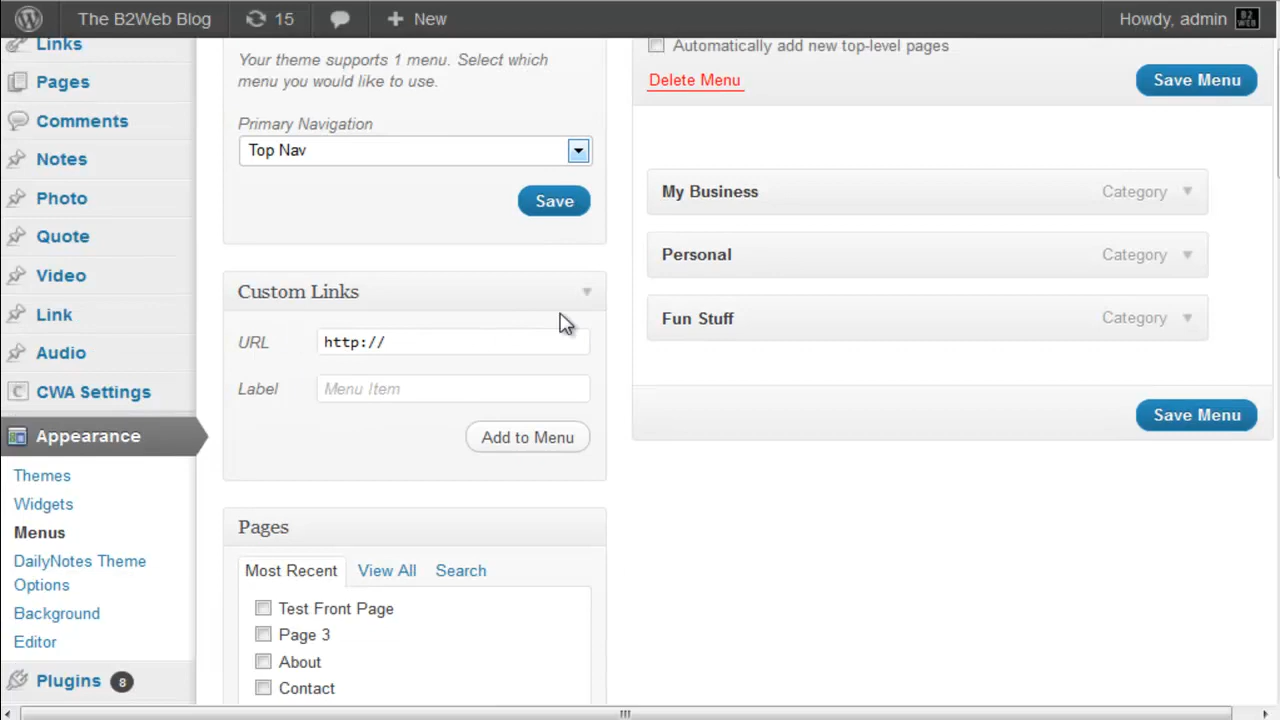 The B2Web Blog
15
New
Howdy, admin
B2
WEB
Links
Pages
Comments
Notes
Photo
Quote
Video
Link
Audio
CWA Settings
Appearance
Themes
Widgets
Menus
DailyNotes Theme
Options
Background
Editor
Plugins 8
Your theme supports 1 menu. Select which
menu you would like to use.
Primary Navigation
Top Nav
Save
Custom Links
URL http://
Label Menu Item
Add to Menu
Pages
Most Recent View All Search
Test Front Page
Page 3
About
Contact
Automatically add new top-level pages
Delete Menu Save Menu
My Business Category
Personal Category
Fun Stuff Category
Save Menu